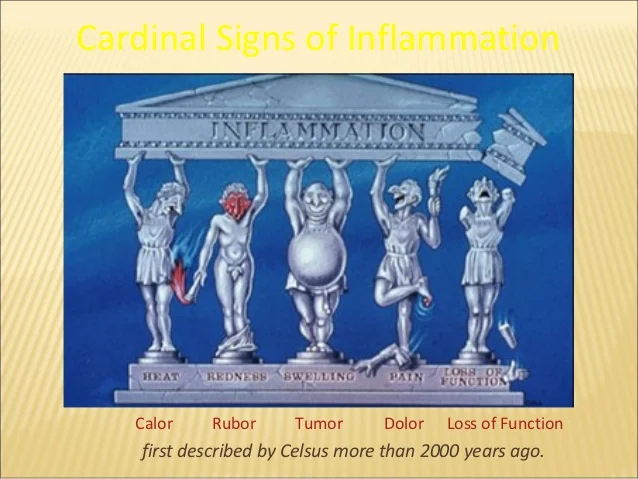 Cardinal Signs of Inflammation
INFLAMMATION
HEAT REDNESS SWELLING PAIN LOSS OF
FUNCTION
Calor Rubor Tumor Dolor Loss of Function
first described by Celsus more than 2000 years ago.